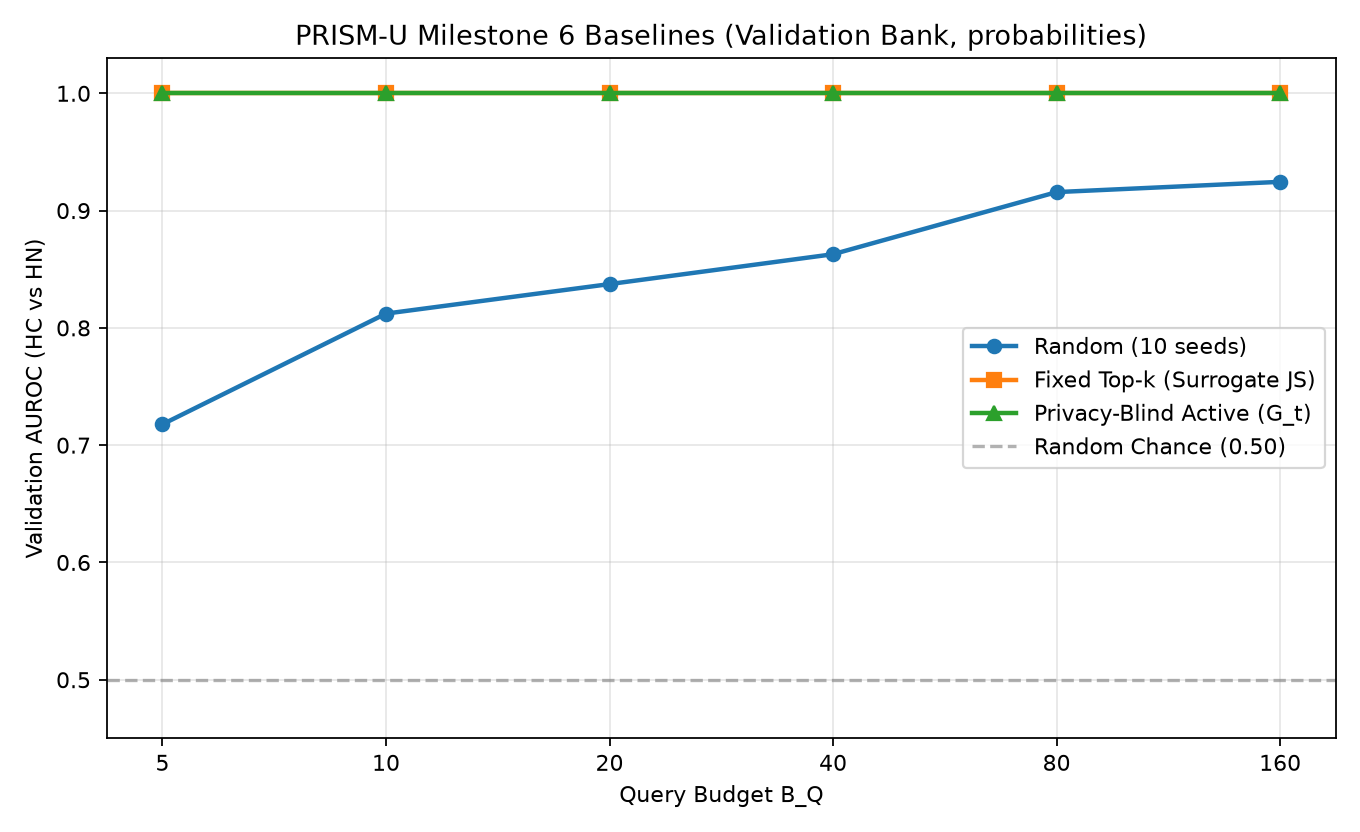 PRISM-U Milestone 6 Baselines (Validation Bank, probabilities)
Validation AUROC (HC vs HN)
1.0
0.9
0.8
0.7
0.6
0.5
Random (10 seeds)
Fixed Top-k (Surrogate JS)
Privacy-Blind Active (G_t)
Random Chance (0.50)
5 10 20 40 80 160
Query Budget B_Q